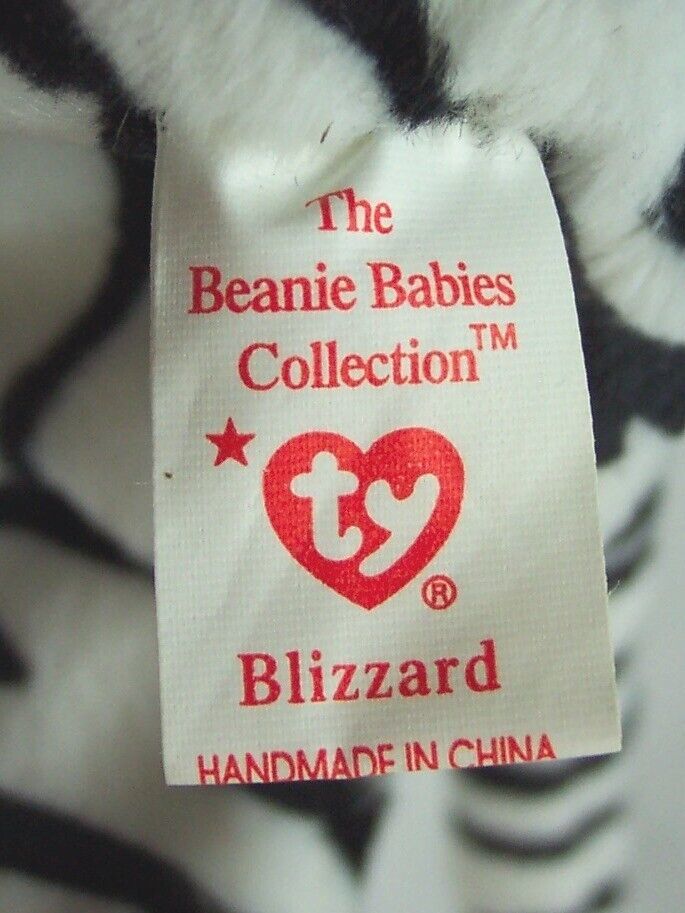 The
Beanie Babies
Collection™
ty®
Blizzard
HANDMADE IN CHINA